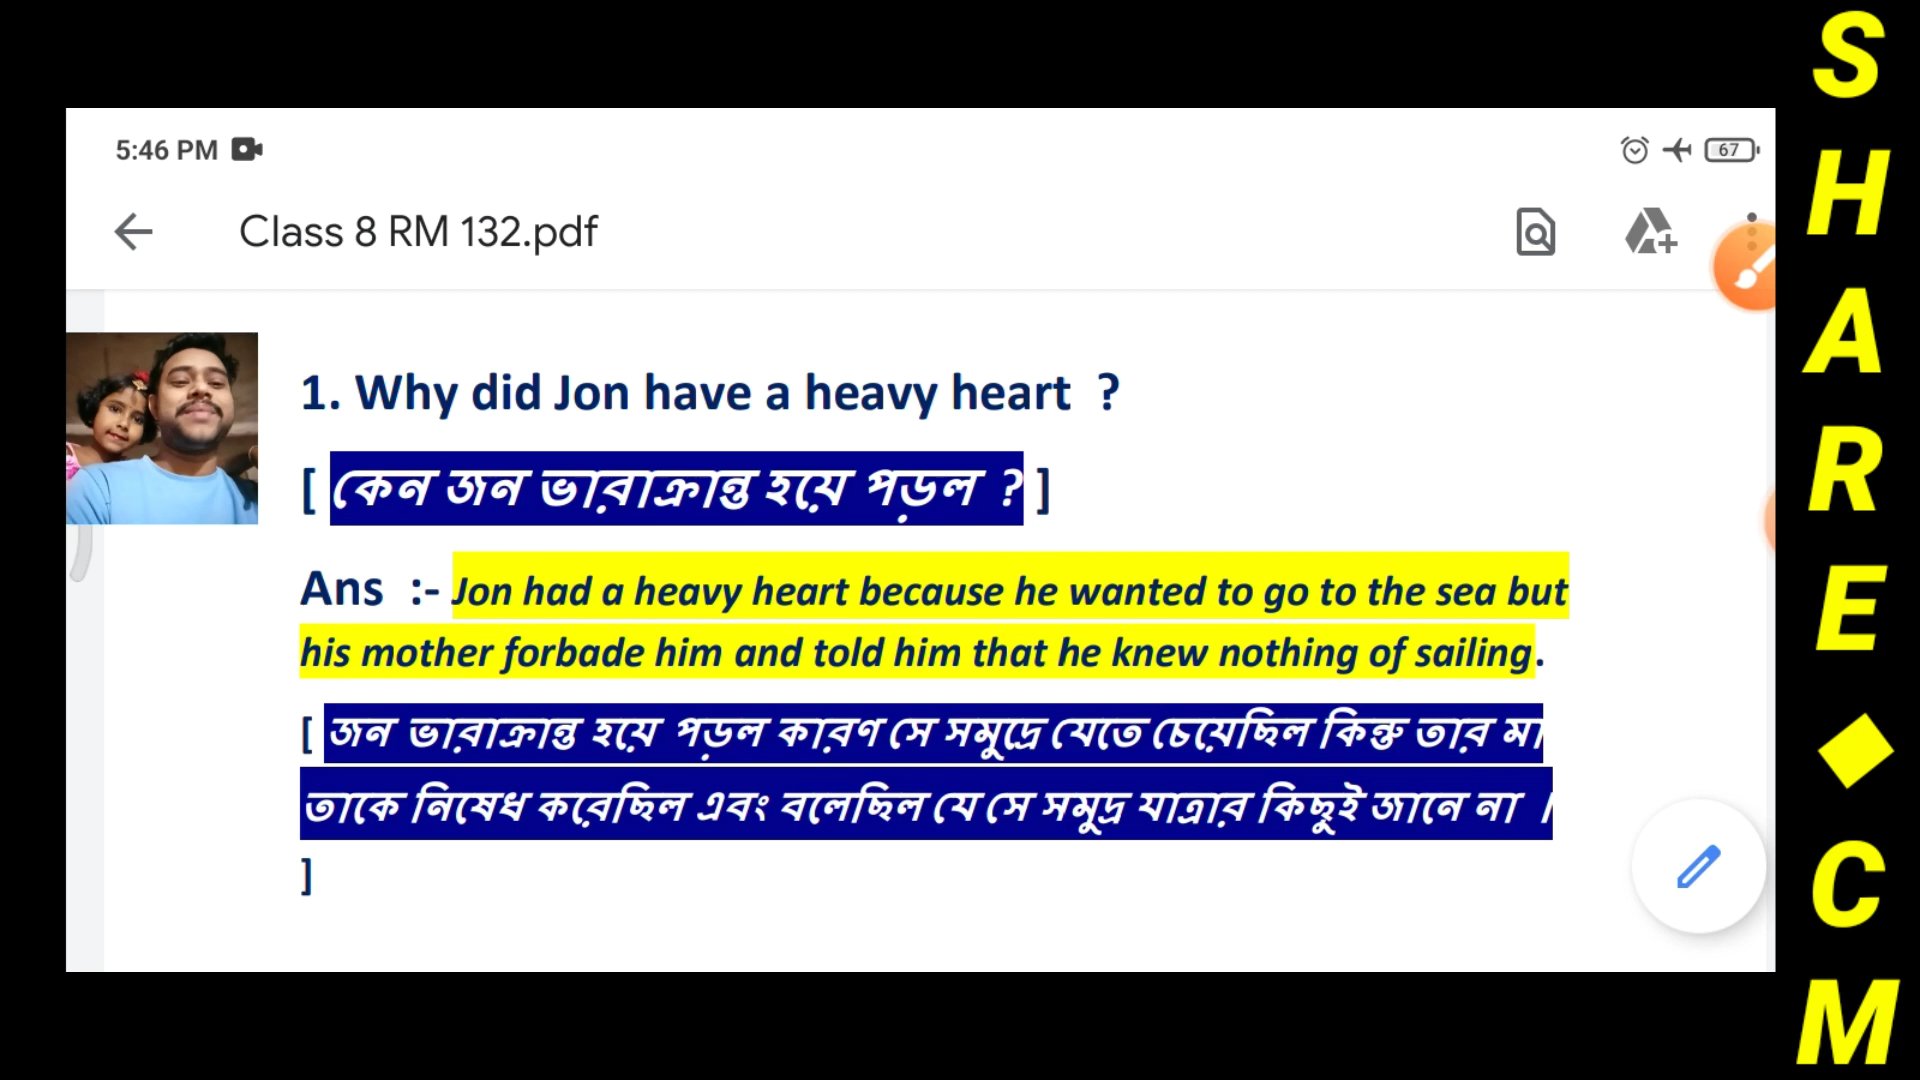 5:46 PM
67
Class 8 RM 132.pdf
1. Why did Jon have a heavy heart ?
[ কেন জন ভারাক্রান্ত হয়ে পড়ল ? ]
Ans :- Jon had a heavy heart because he wanted to go to the sea but
his mother forbade him and told him that he knew nothing of sailing.
[ জন ভারাক্রান্ত হয়ে পড়ল কারণ সে সমুদ্রে যেতে চেয়েছিল কিন্তু তার মা
তাকে নিষেধ করেছিল এবং বলেছিল যে সে সমুদ্র যাত্রার কিছুই জানে না ।
]
SHARE◆CM